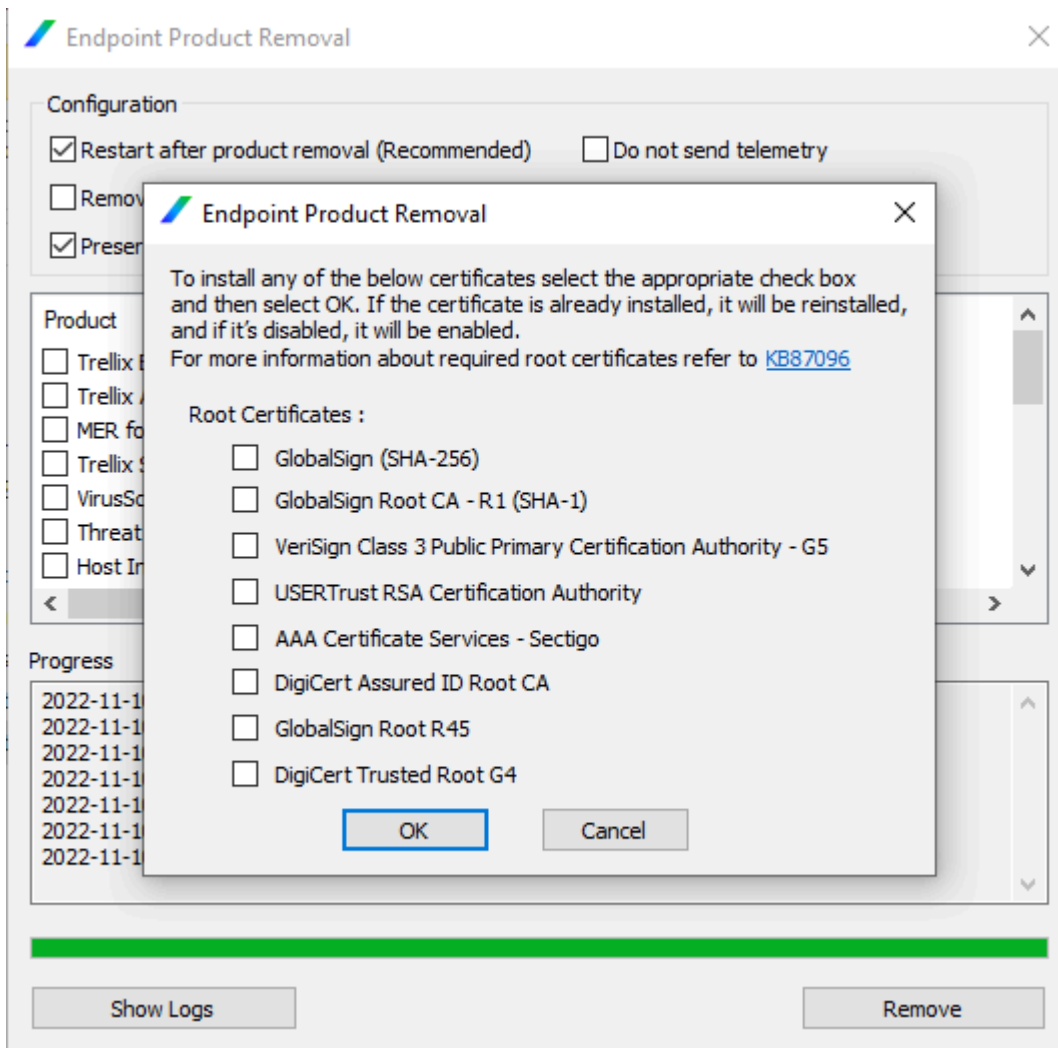 Endpoint Product Removal
Configuration
Restart after product removal (Recommended)
Do not send telemetry
Endpoint Product Removal
To install any of the below certificates select the appropriate check box
and then select OK. If the certificate is already installed, it will be reinstalled,
and if it's disabled, it will be enabled.
For more information about required root certificates refer to KB87096
Root Certificates :
GlobalSign (SHA-256)
GlobalSign Root CA - R1 (SHA-1)
VeriSign Class 3 Public Primary Certification Authority - G5
USERTrust RSA Certification Authority
AAA Certificate Services - Sectigo
DigiCert Assured ID Root CA
GlobalSign Root R45
DigiCert Trusted Root G4
OK
Cancel
Product
Trellix
Trellix
MER
Trellix
Threat
Host
Progress
Show Logs
Remove